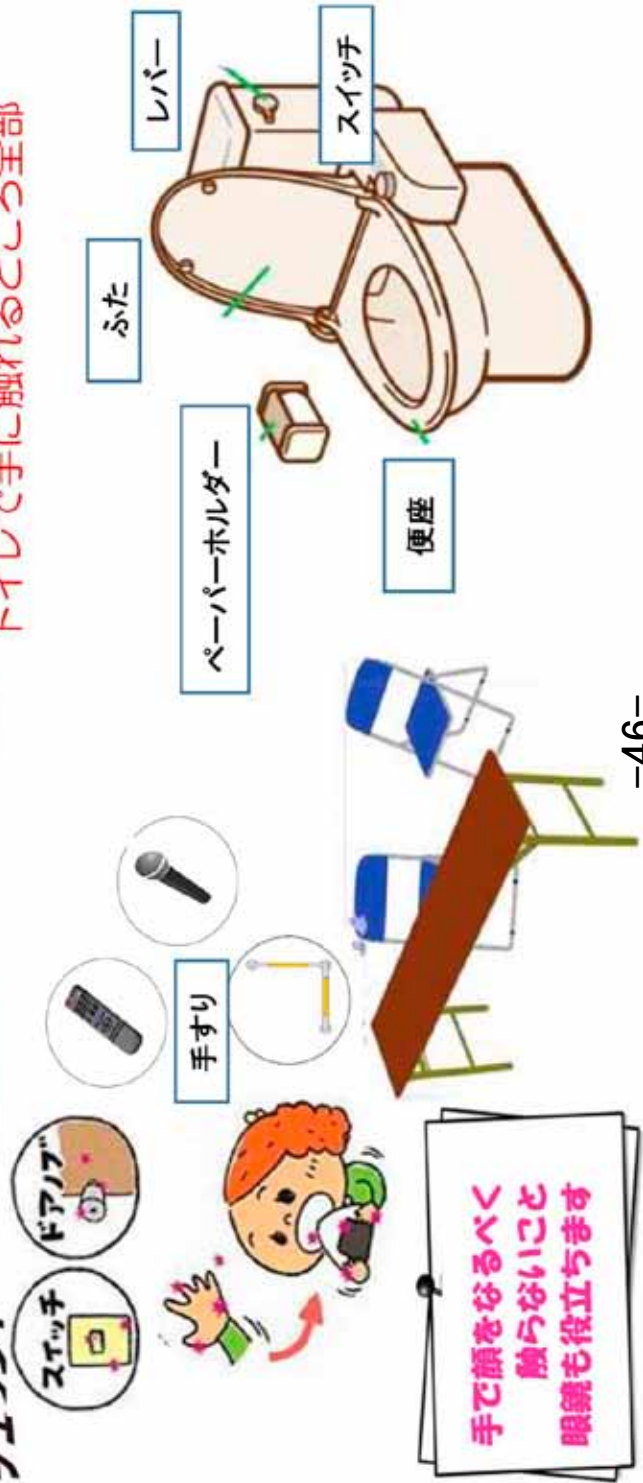 トイレで手に触れるところ全部
スイッチ
ドアノブ
手すり
ふた
レバー
ペーパーホルダー
スイッチ
便座
手で顔をなるべく
触らないこと
眼鏡も役立ちます
-46-